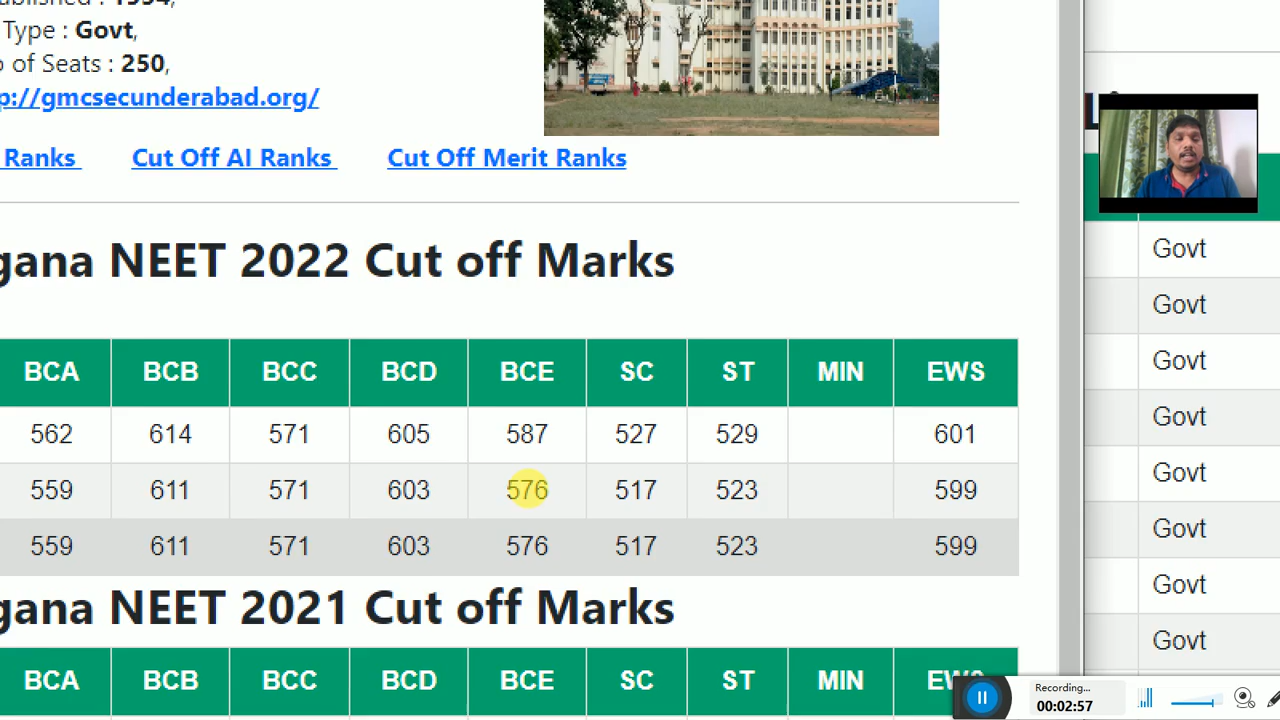 Type : Govt,
of Seats : 250,
p://gmcsecunderabad.org/
Ranks Cut Off AI Ranks Cut Off Merit Ranks
gana NEET 2022 Cut off Marks
BCA BCB BCC BCD BCE SC ST MIN EWS
562 614 571 605 587 527 529 601
559 611 571 603 576 517 523 599
559 611 571 603 576 517 523 599
gana NEET 2021 Cut off Marks
BCA BCB BCC BCD BCE SC ST MIN EWS
Govt
Govt
Govt
Govt
Govt
Govt
Govt
Govt
Recording...
00:02:57